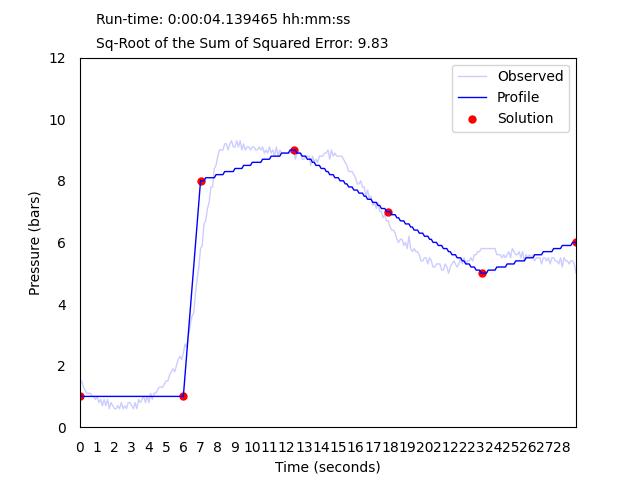 Run-time: 0:00:04.139465 hh:mm:ss
Sq-Root of the Sum of Squared Error: 9.83
Observed
Profile
Solution
12
10
8
6
4
2
0
Pressure (bars)
0 1 2 3 4 5 6 7 8 9 10 11 12 13 14 15 16 17 18 19 20 21 22 23 24 25 26 27 28
Time (seconds)